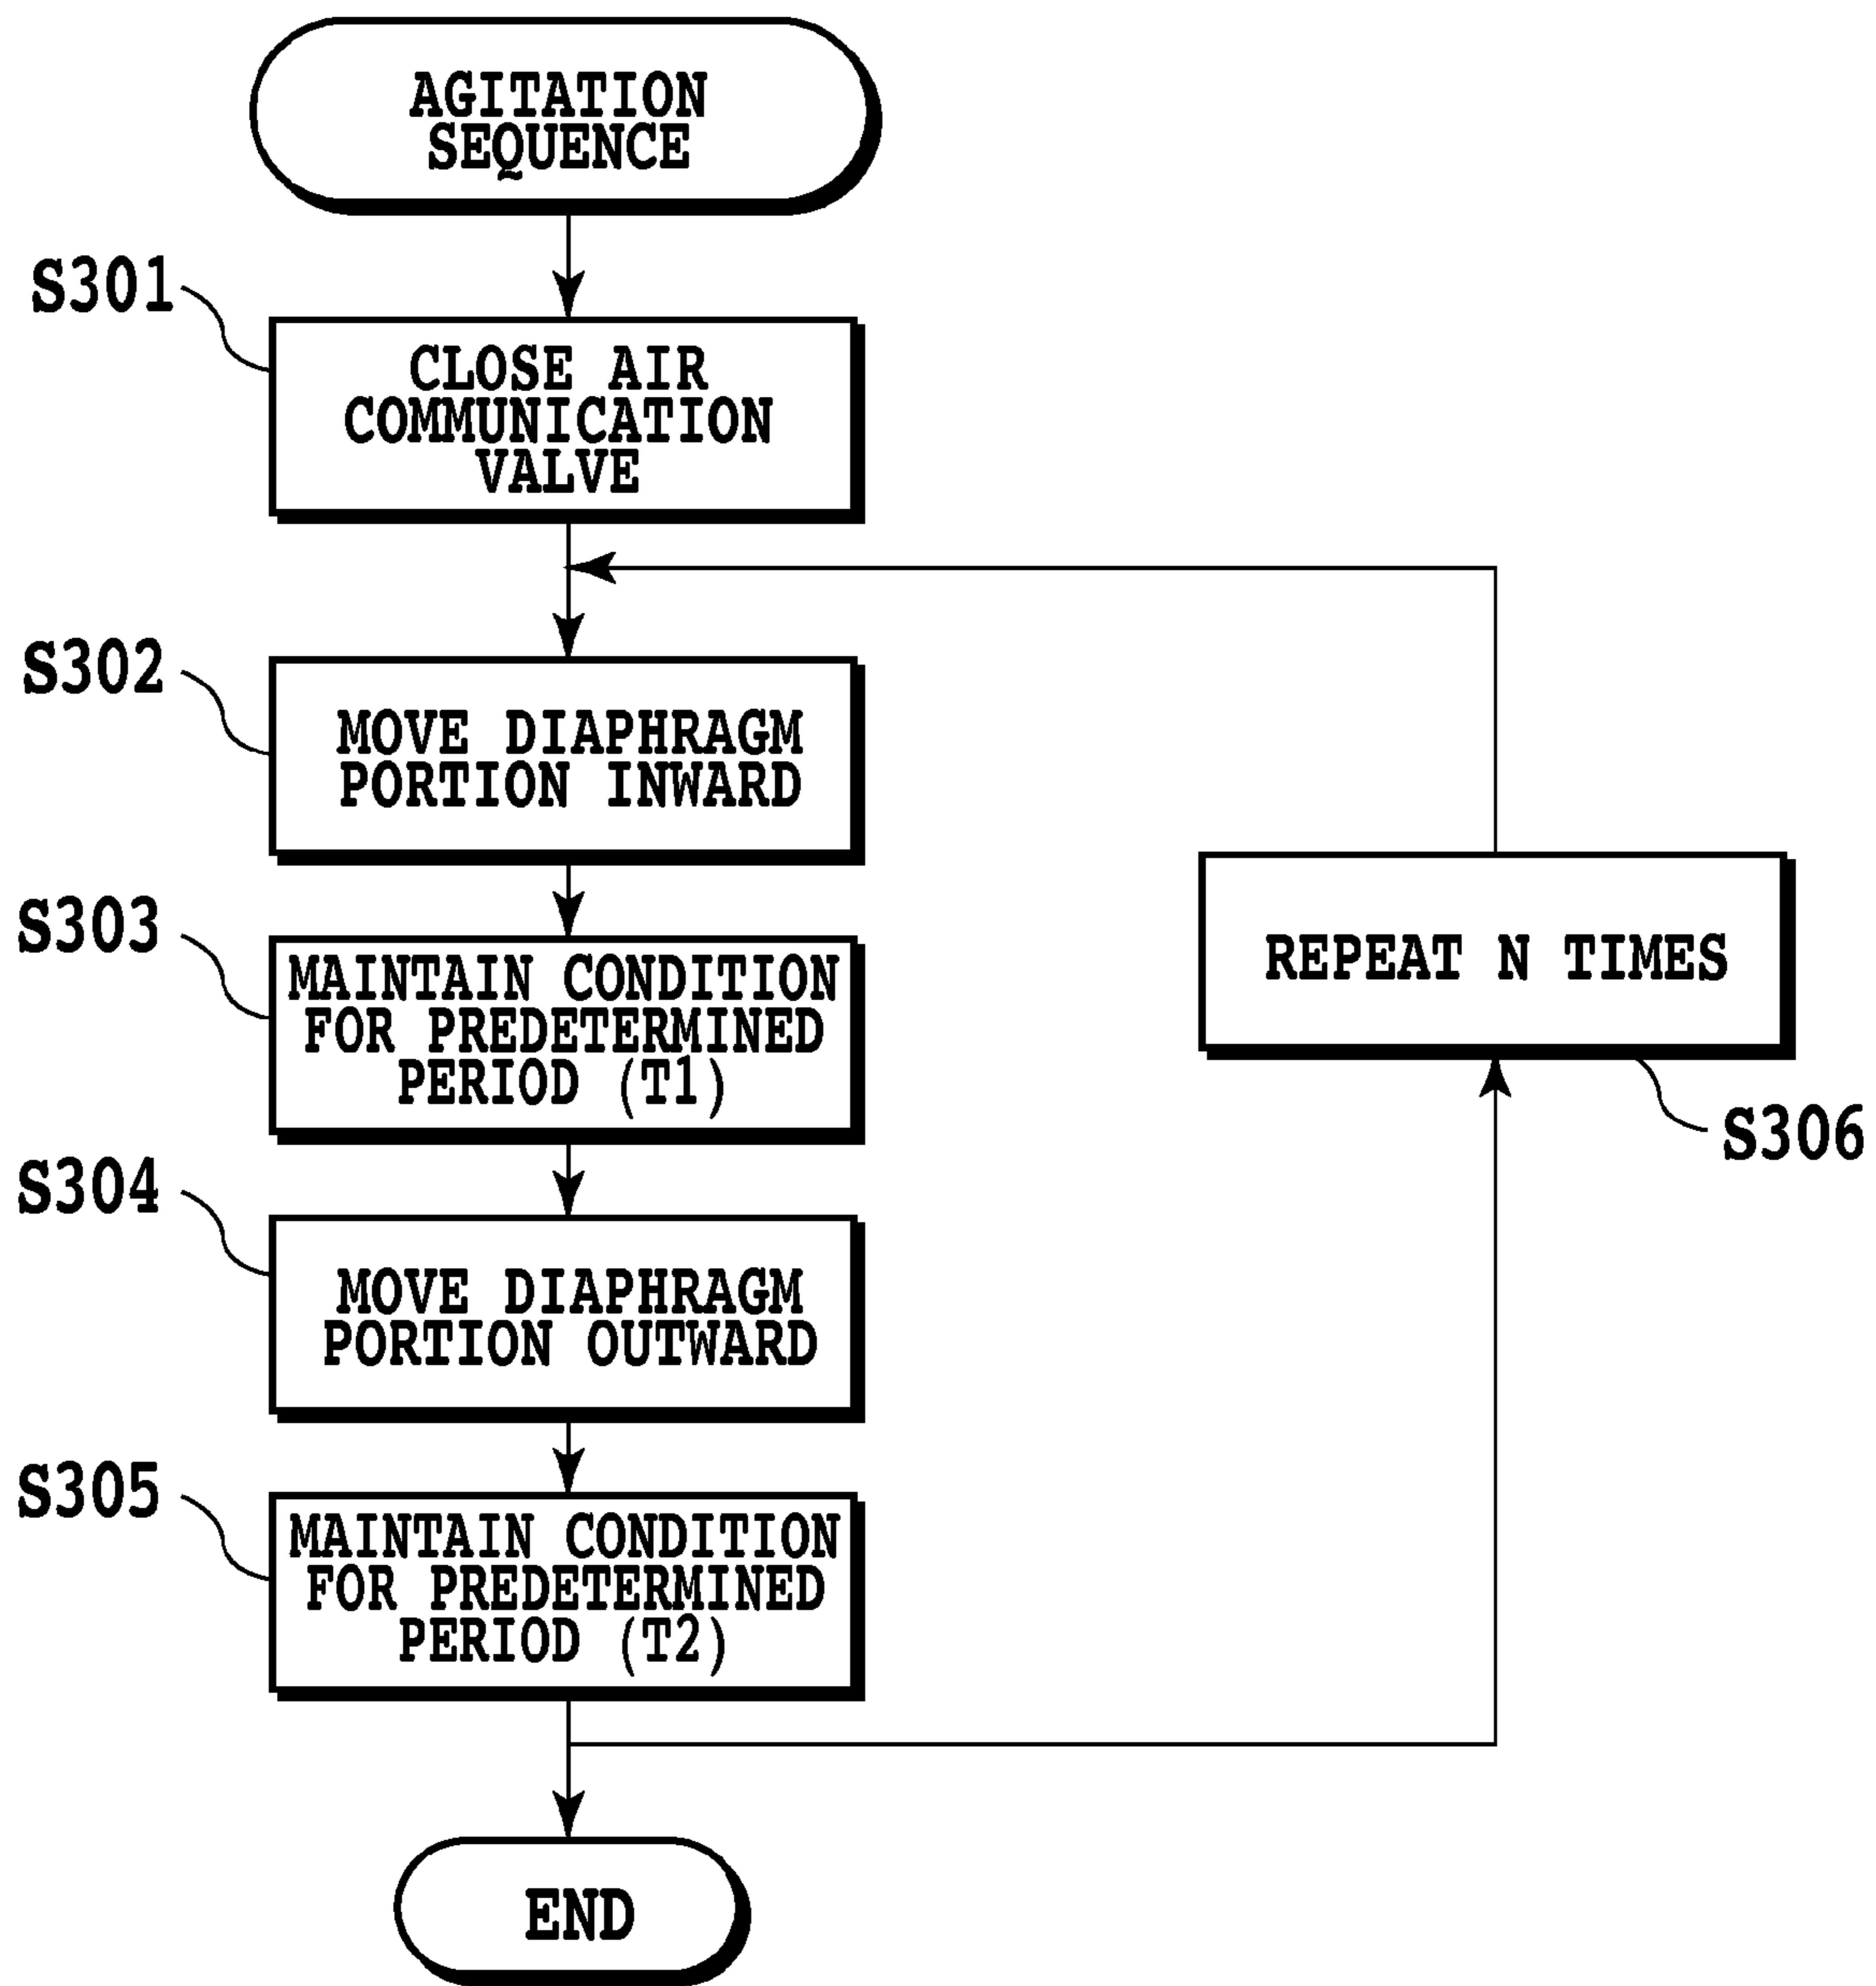 AGITATION
SEQUENCE
S301
CLOSE AIR
COMMUNICATION
VALVE
S302
MOVE DIAPHRAGM
PORTION INWARD
S303
MAINTAIN CONDITION
FOR PREDETERMINED
PERIOD (T1)
S304
MOVE DIAPHRAGM
PORTION OUTWARD
S305
MAINTAIN CONDITION
FOR PREDETERMINED
PERIOD (T2)
REPEAT N TIMES
S306
END